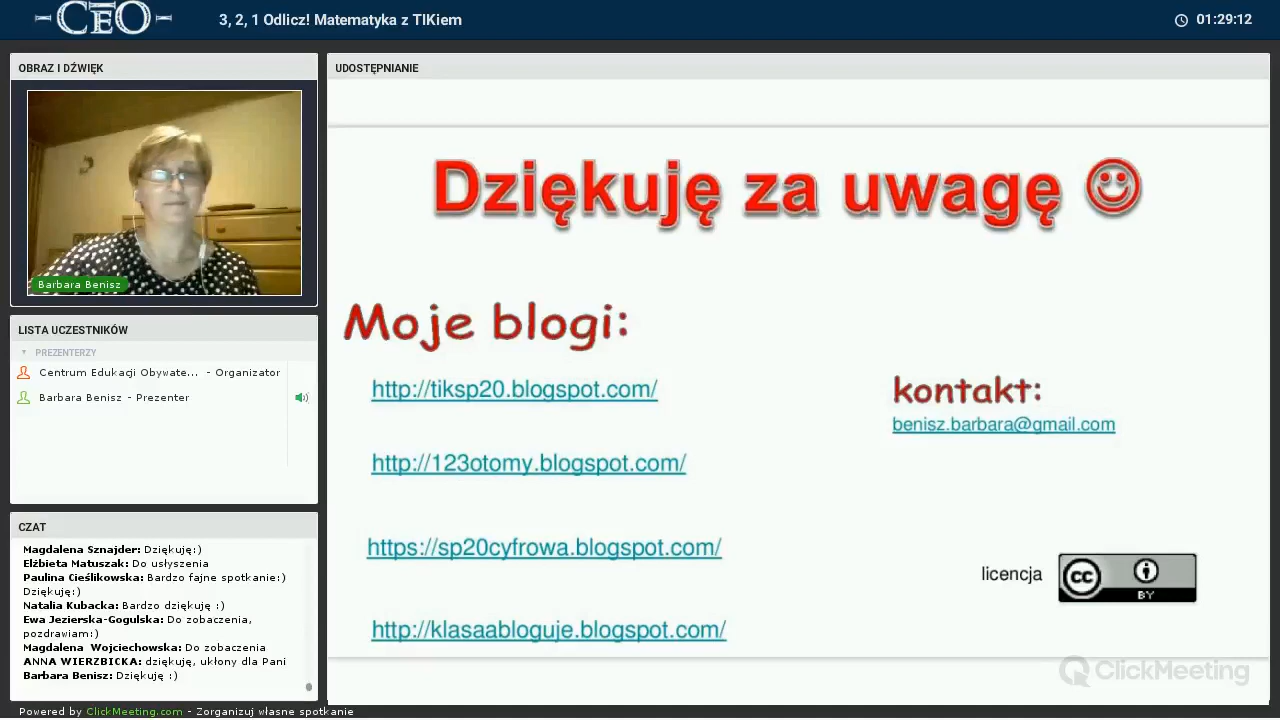 CEO
3, 2, 1 Odlicz! Matematyka z TIKiem
01:29:12
OBRAZ I DŹWIĘK
Barbara Benisz
LISTA UCZESTNIKÓW
PREZENTERZY
Centrum Edukacji Obywate... - Organizator
Barbara Benisz - Prezenter
CZAT
Magdalena Sznajder: Dziękuję:)
Elżbieta Matuszak: Do usłyszenia
Paulina Cieślikowska: Bardzo fajne spotkanie:)
Dziękuję:)
Natalia Kubacka: Bardzo dziękuję :)
Ewa Jezierska-Gogulska: Do zobaczenia,
pozdrawiam:)
Magdalena Wojciechowska: Do zobaczenia
ANNA WIERZBICKA: dziękuję, ukłony dla Pani
Barbara Benisz: Dziękuję :)
UDOSTĘPNIANIE
Dziękuję za uwagę
Moje blogi:
http://tiksp20.blogspot.com/
http://123otomy.blogspot.com/
https://sp20cyfrowa.blogspot.com/
http://klasaabloguje.blogspot.com/
kontakt:
benisz.barbara@gmail.com
licencja
cc
BY
ClickMeeting
Powered by ClickMeeting.com - Zorganizuj własne spotkanie